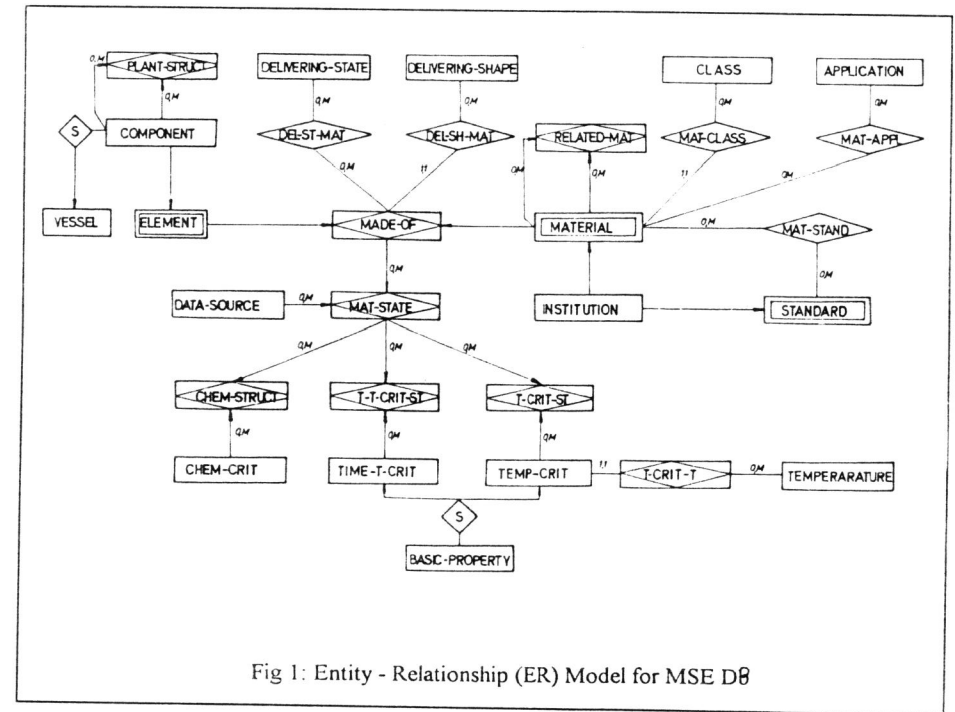 PLANT-STRUCT
DELIVERING-STATE
DELIVERING-SHAPE
CLASS
APPLICATION
0,M
0,M
0,M
0,M
0,M
0,M
S
COMPONENT
DEL-ST-MAT
DEL-SH-MAT
RELATED-MAT
MAT-CLASS
MAT-APPL
0,M
1,1
0,M
0,M
1,1
0,M
VESSEL
ELEMENT
MADE-OF
MATERIAL
0,M
MAT-STAND
0,M
0,M
DATA-SOURCE
0,M
MAT-STATE
INSTITUTION
STANDARD
0,M
0,M
0,M
CHEM-STRUCT
T-T-CRIT-ST
T-CRIT-ST
0,M
0,M
0,M
CHEM-CRIT
TIME-T-CRIT
TEMP-CRIT
1,1
T-CRIT-T
0,M
TEMPERARATURE
S
BASIC-PROPERTY
Fig 1: Entity - Relationship (ER) Model for MSE DB